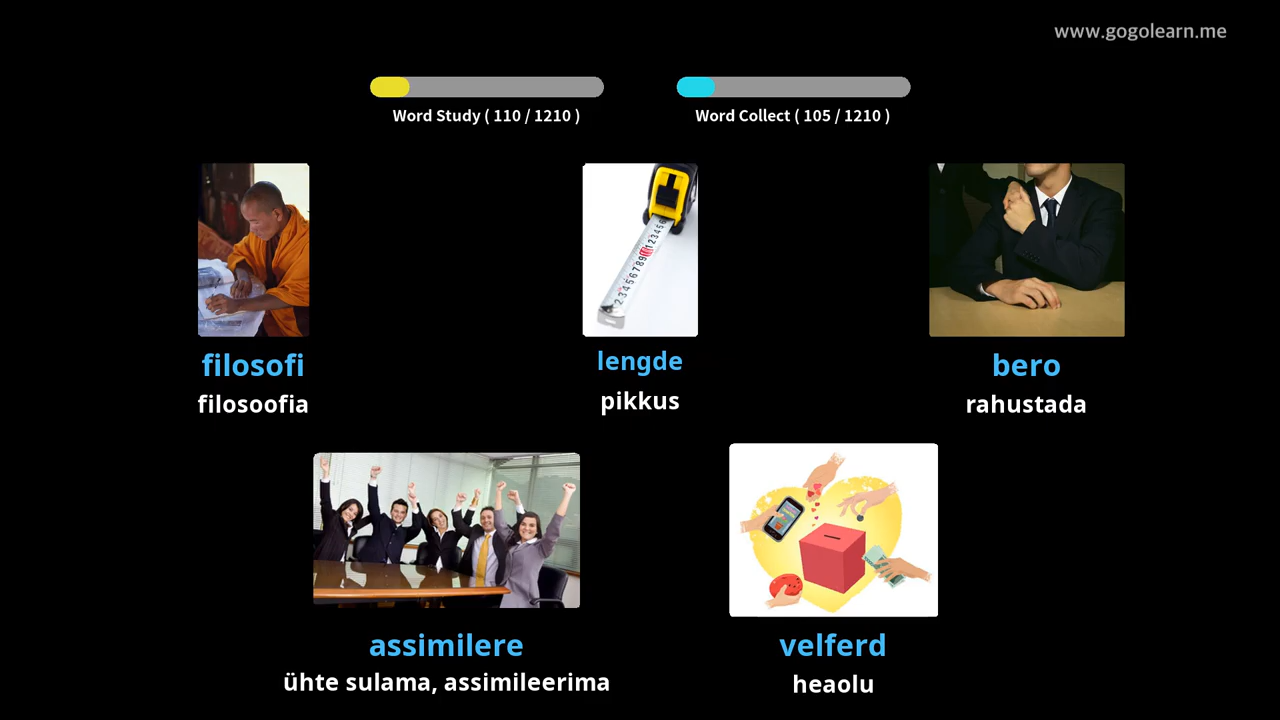 www.gogolearn.me
Word Study ( 110 / 1210 )
Word Collect ( 105 / 1210 )
filosofi
filosoofia
lengde
pikkus
bero
rahustada
assimilere
ühte sulama, assimileerima
velferd
heaolu